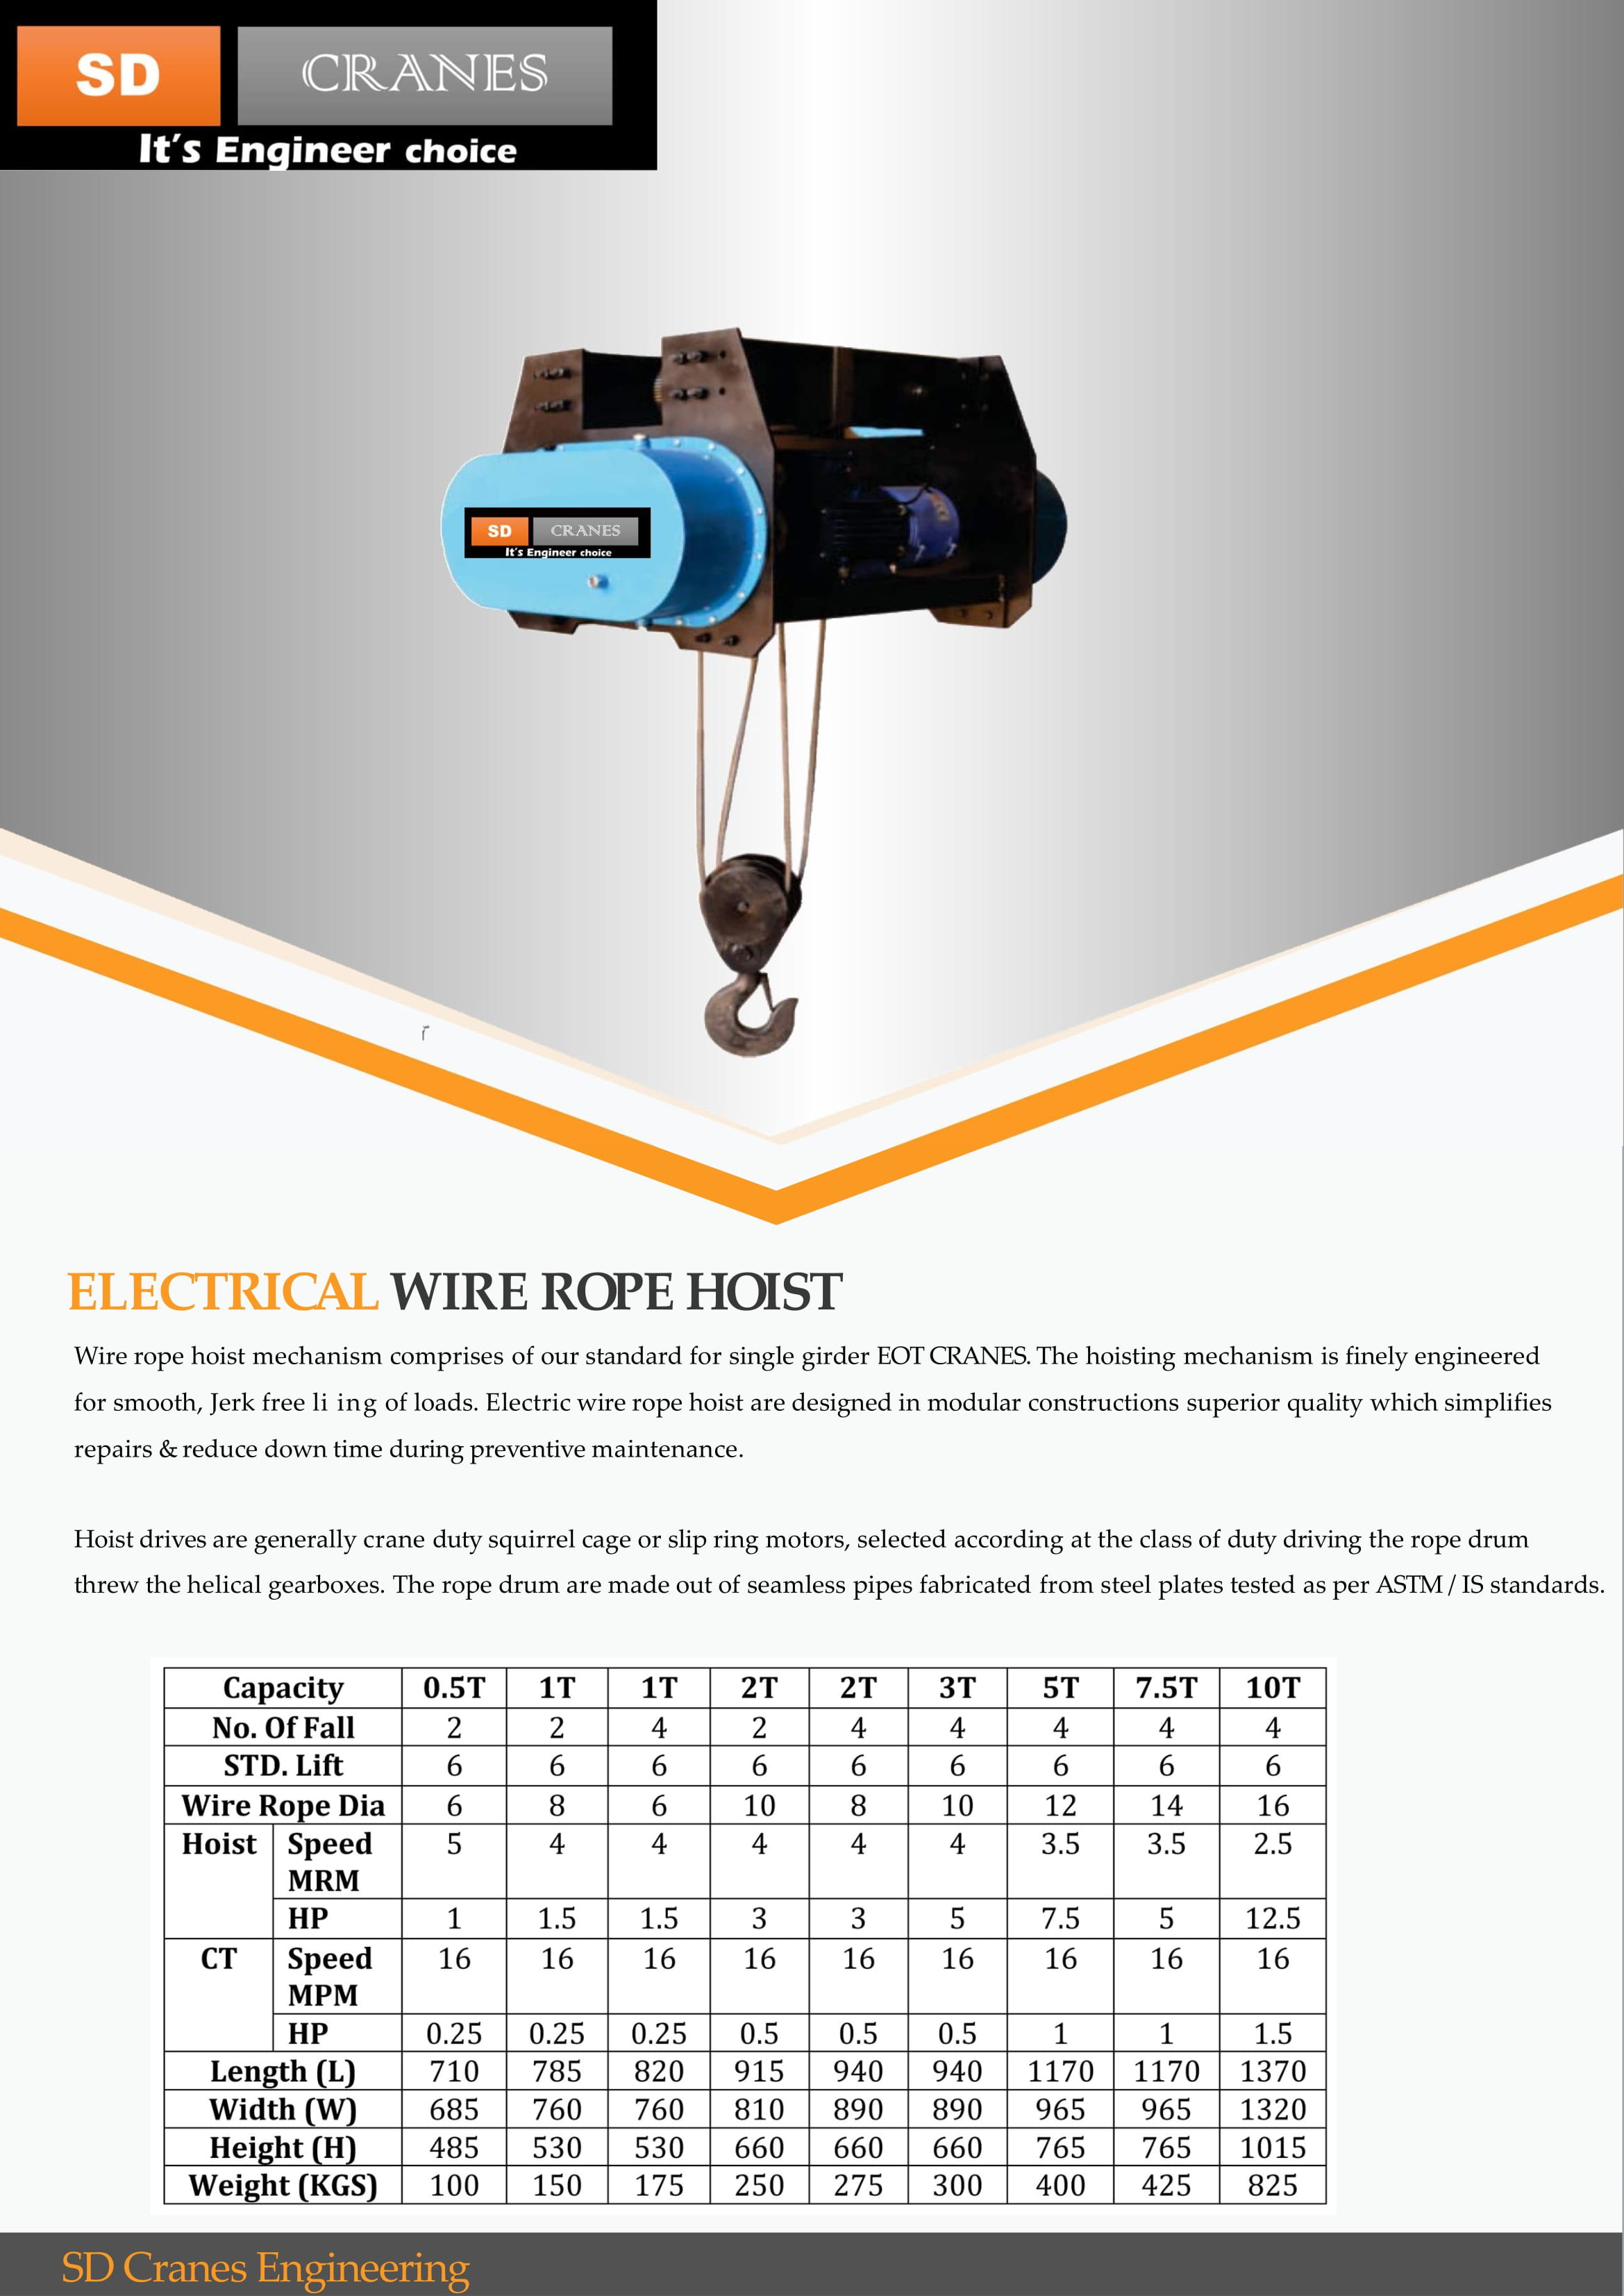 SD CRANES
It's Engineer choice
SD CRANES
It's Engineer choice
ELECTRICAL WIRE ROPE HOIST
Wire rope hoist mechanism comprises of our standard for single girder EOT CRANES. The hoisting mechanism is finely engineered
for smooth, Jerk free li ing of loads. Electric wire rope hoist are designed in modular constructions superior quality which simplifies
repairs & reduce down time during preventive maintenance.
Hoist drives are generally crane duty squirrel cage or slip ring motors, selected according at the class of duty driving the rope drum
threw the helical gearboxes. The rope drum are made out of seamless pipes fabricated from steel plates tested as per ASTM / IS standards.
Capacity 0.5T 1T 1T 2T 2T 3T 5T 7.5T 10T
No. Of Fall 2 2 4 2 4 4 4 4 4
STD. Lift 6 6 6 6 6 6 6 6 6
Wire Rope Dia 6 8 6 10 8 10 12 14 16
Hoist Speed 5 4 4 4 4 4 3.5 3.5 2.5
MRM
HP 1 1.5 1.5 3 3 5 7.5 5 12.5
CT Speed 16 16 16 16 16 16 16 16 16
MPM
HP 0.25 0.25 0.25 0.5 0.5 0.5 1 1 1.5
Length (L) 710 785 820 915 940 940 1170 1170 1370
Width (W) 685 760 760 810 890 890 965 965 1320
Height (H) 485 530 530 660 660 660 765 765 1015
Weight (KGS) 100 150 175 250 275 300 400 425 825
SD Cranes Engineering